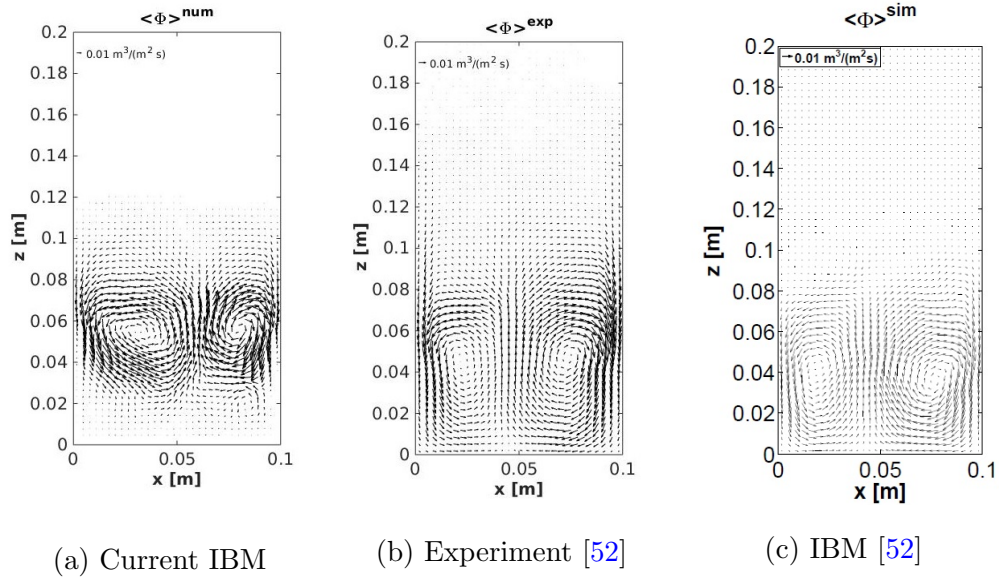 <Φ>^num
0.2
→ 0.01 m³/(m² s)
0.18
0.16
0.14
0.12
0.1
0.08
0.06
0.04
0.02
0
z [m]
0
0.05
0.1
x [m]
(a) Current IBM
<Φ>^exp
0.2
→ 0.01 m³/(m² s)
0.18
0.16
0.14
0.12
0.1
0.08
0.06
0.04
0.02
0
z [m]
0
0.05
0.1
x [m]
(b) Experiment [52]
<Φ>^sim
0.2
→ 0.01 m³/(m² s)
0.18
0.16
0.14
0.12
0.1
0.08
0.06
0.04
0.02
0
z [m]
0
0.05
0.1
x [m]
(c) IBM [52]